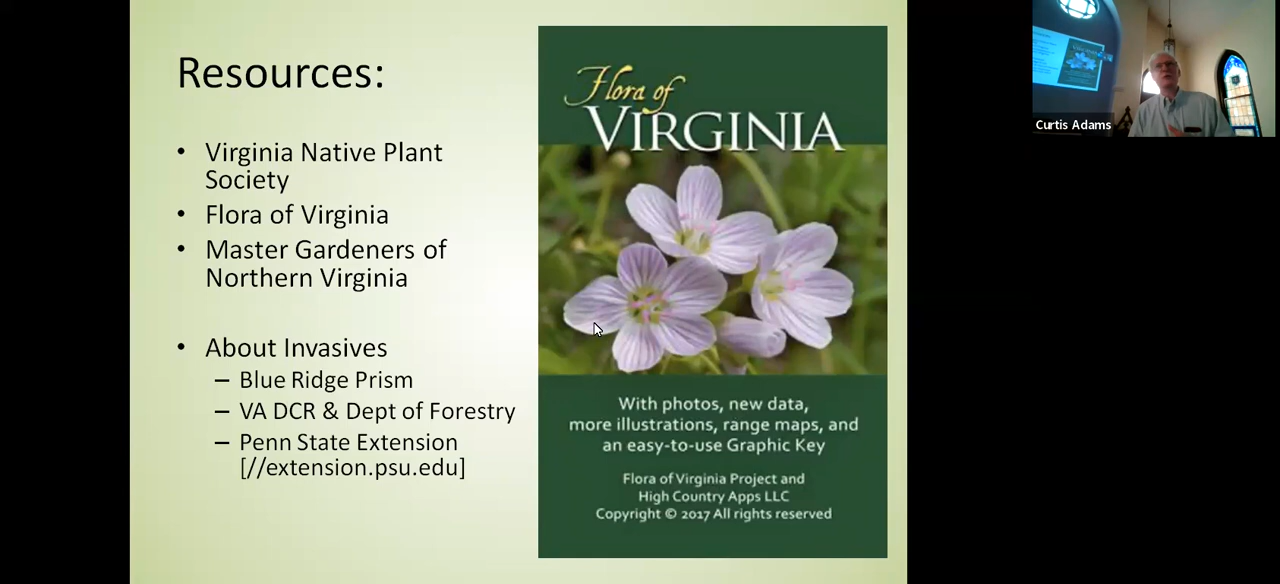 Resources:
• Virginia Native Plant
Society
• Flora of Virginia
• Master Gardeners of
Northern Virginia
• About Invasives
– Blue Ridge Prism
– VA DCR & Dept of Forestry
– Penn State Extension
[//extension.psu.edu]
Flora of
VIRGINIA
With photos, new data,
more illustrations, range maps, and
an easy-to-use Graphic Key
Flora of Virginia Project and
High Country Apps LLC
Copyright © 2017 All rights reserved
Curtis Adams